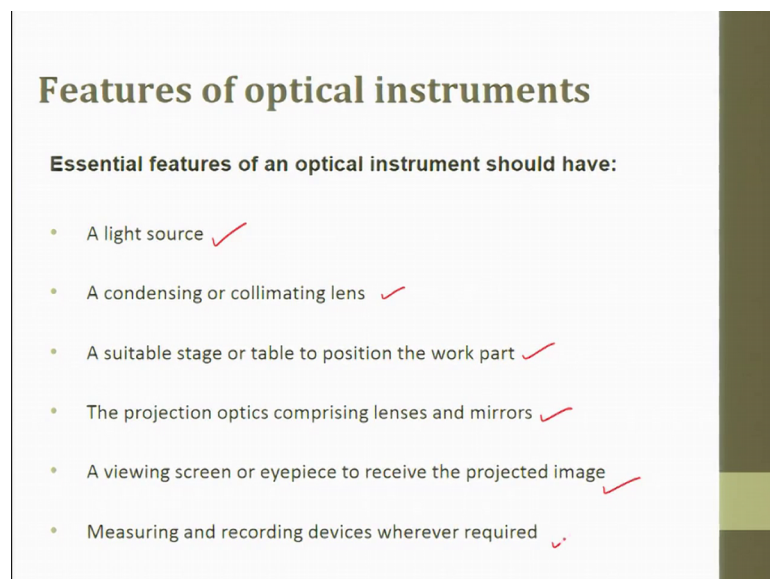 Features of optical instruments
Essential features of an optical instrument should have:
• A light source
• A condensing or collimating lens
• A suitable stage or table to position the work part
• The projection optics comprising lenses and mirrors
• A viewing screen or eyepiece to receive the projected image
• Measuring and recording devices wherever required